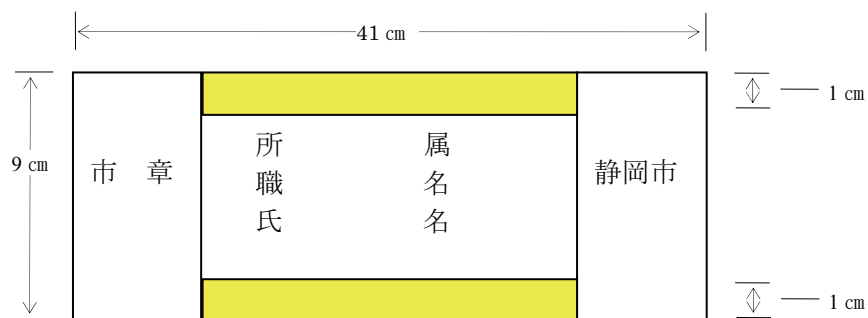 41 cm
1 cm
9 cm
市 章
所 属
職 名
氏 名
静岡市
1 cm